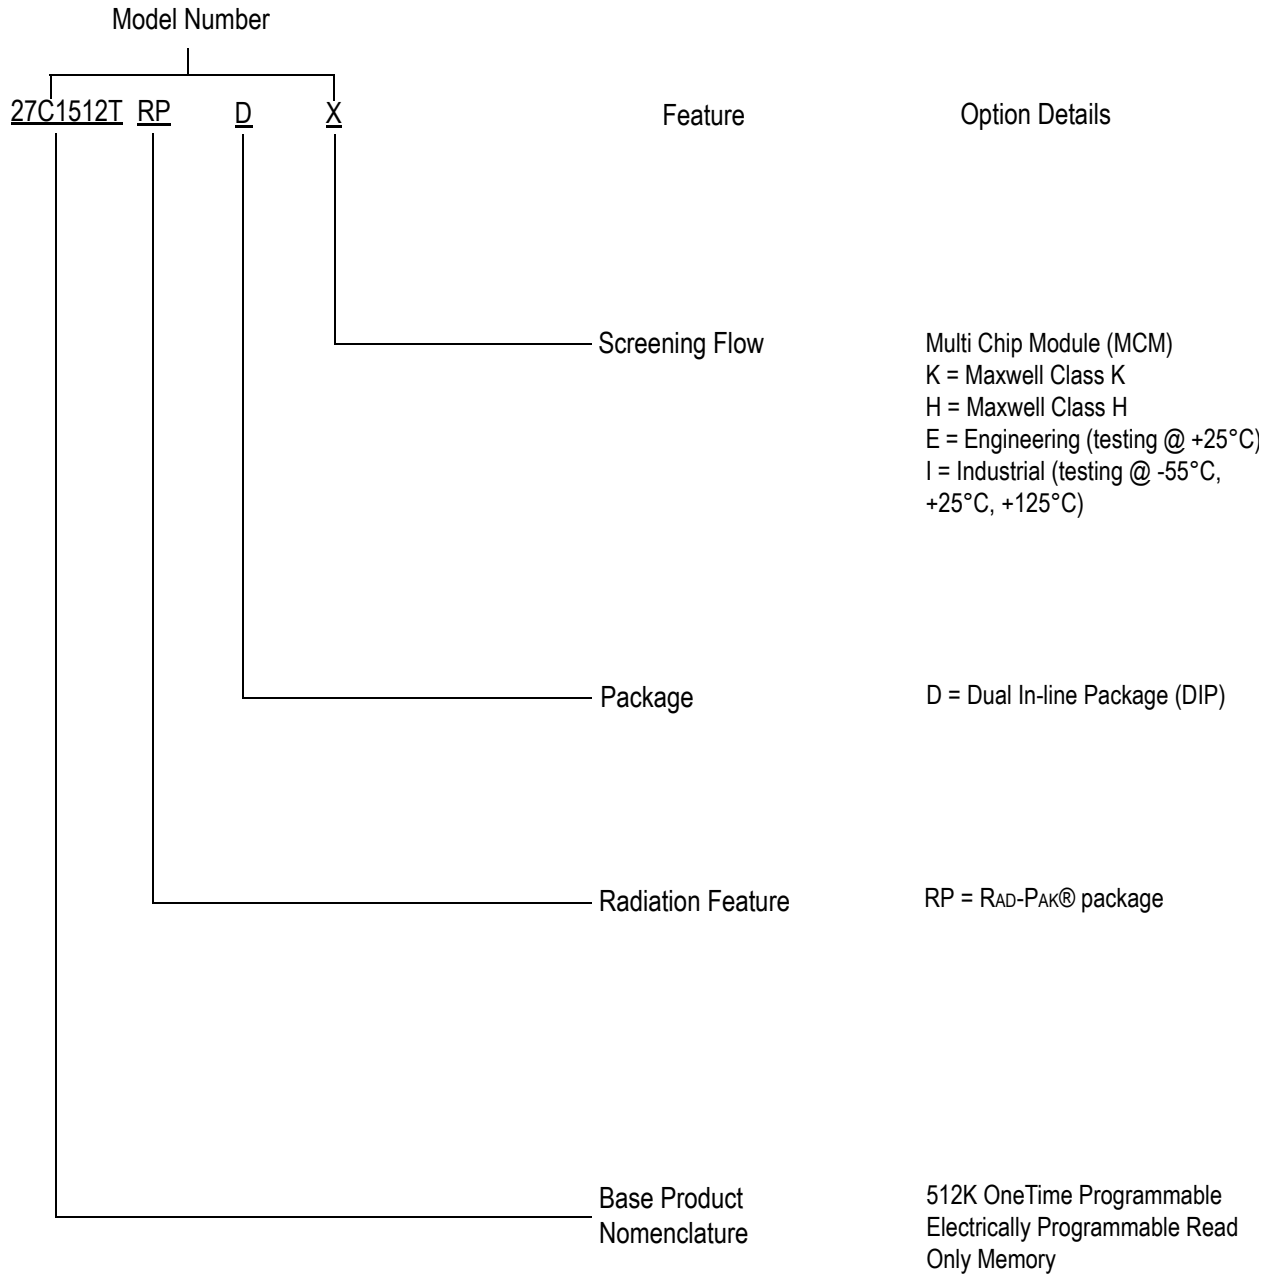 Model Number
27C1512T RP D X Feature Option Details
Screening Flow
Multi Chip Module (MCM)
K = Maxwell Class K
H = Maxwell Class H
E = Engineering (testing @ +25°C)
I = Industrial (testing @ -55°C,
+25°C, +125°C)
Package
D = Dual In-line Package (DIP)
Radiation Feature
RP = RAD-PAK® package
Base Product
Nomenclature
512K OneTime Programmable
Electrically Programmable Read
Only Memory